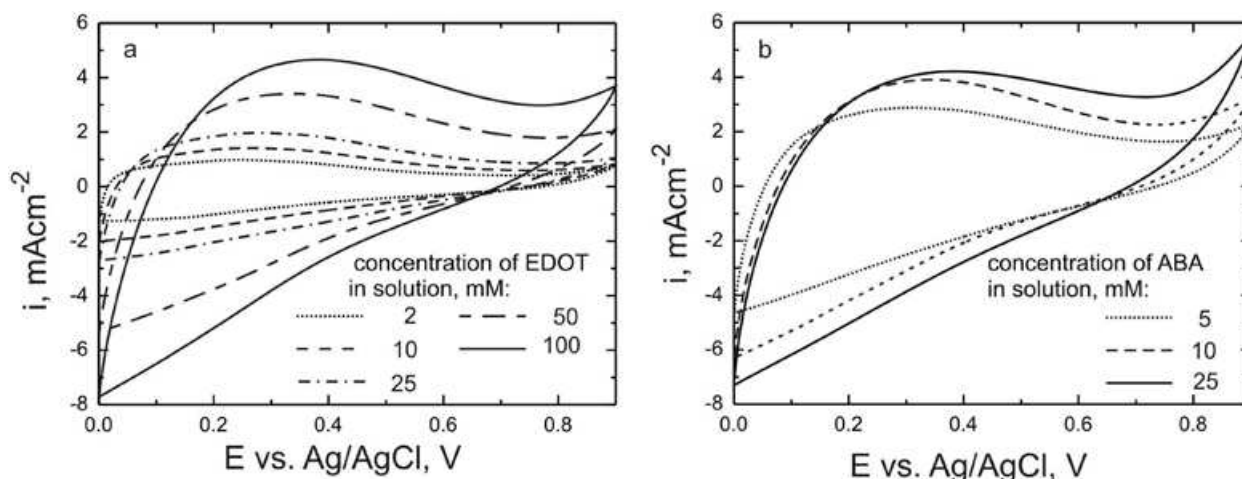 a
6
4
2
0
-2
-4
-6
-8
i, mAcm-2
0.0 0.2 0.4 0.6 0.8
E vs. Ag/AgCl, V
concentration of EDOT
in solution, mM:
2 50
10 100
25
b
6
4
2
0
-2
-4
-6
-8
i, mAcm-2
0.0 0.2 0.4 0.6 0.8
E vs. Ag/AgCl, V
concentration of ABA
in solution, mM:
5
10
25